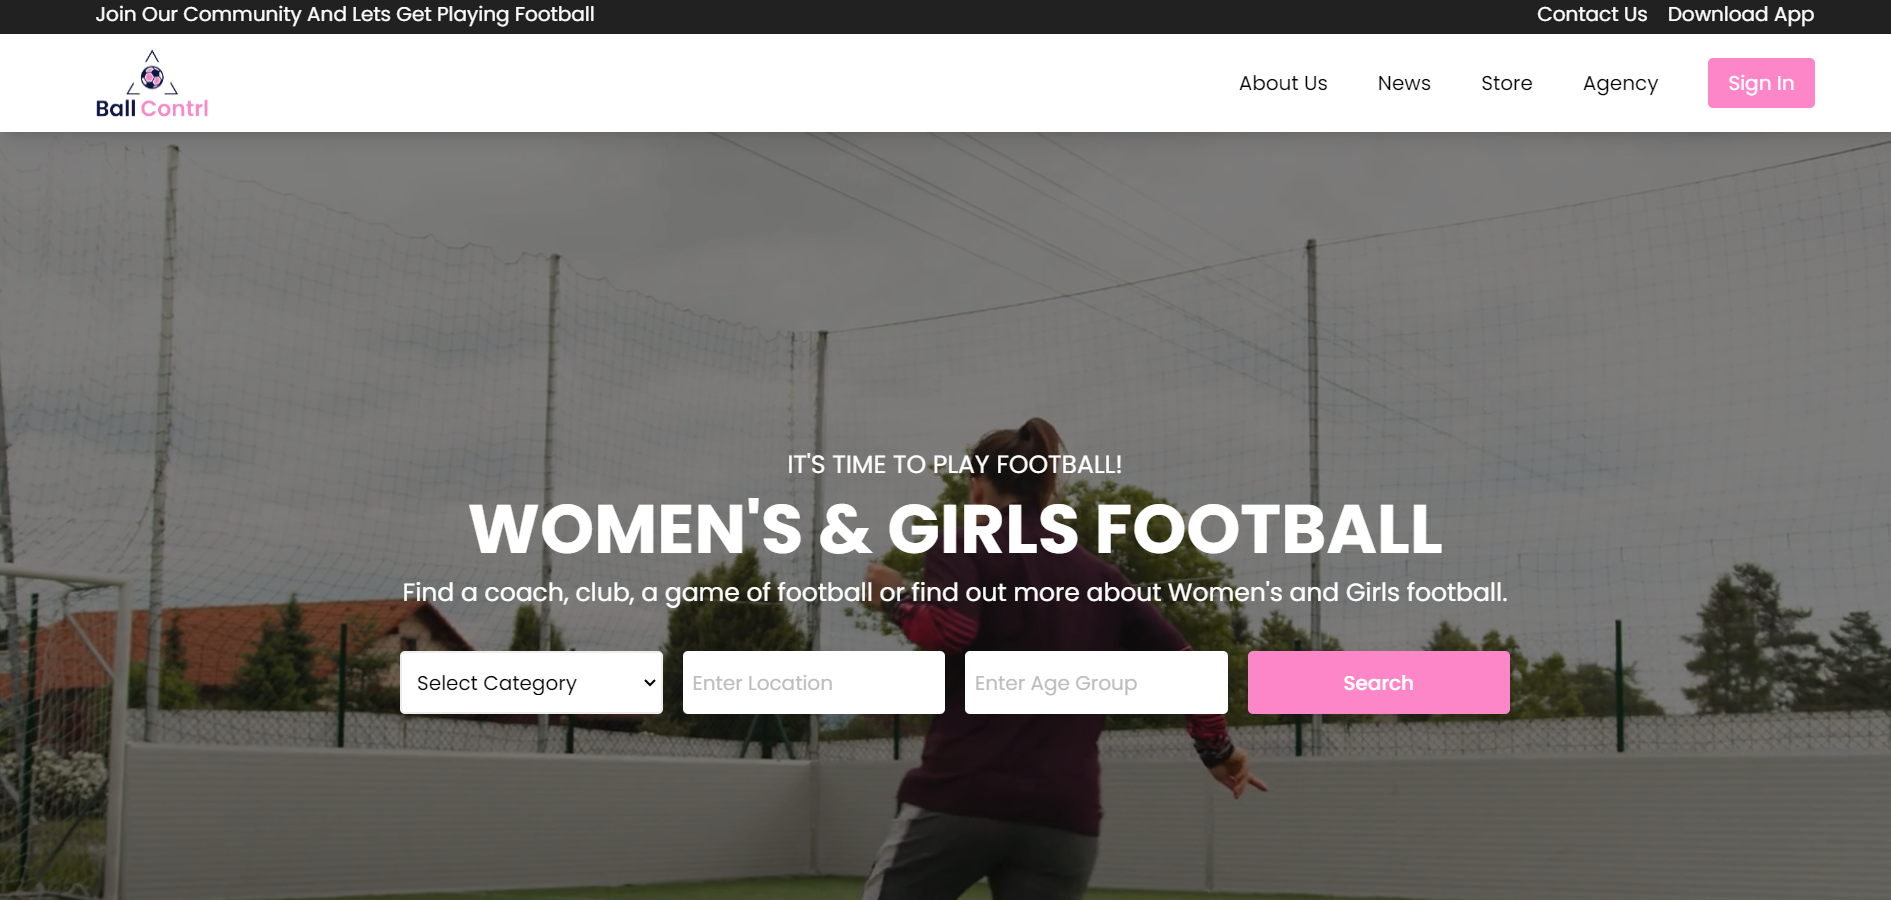 Join Our Community And Lets Get Playing Football
Contact Us Download App
Ball Contrl
About Us News Store Agency Sign In
IT'S TIME TO PLAY FOOTBALL!
WOMEN'S & GIRLS FOOTBALL
Find a coach, club, a game of football or find out more about Women's and Girls football.
Select Category Enter Location Enter Age Group Search